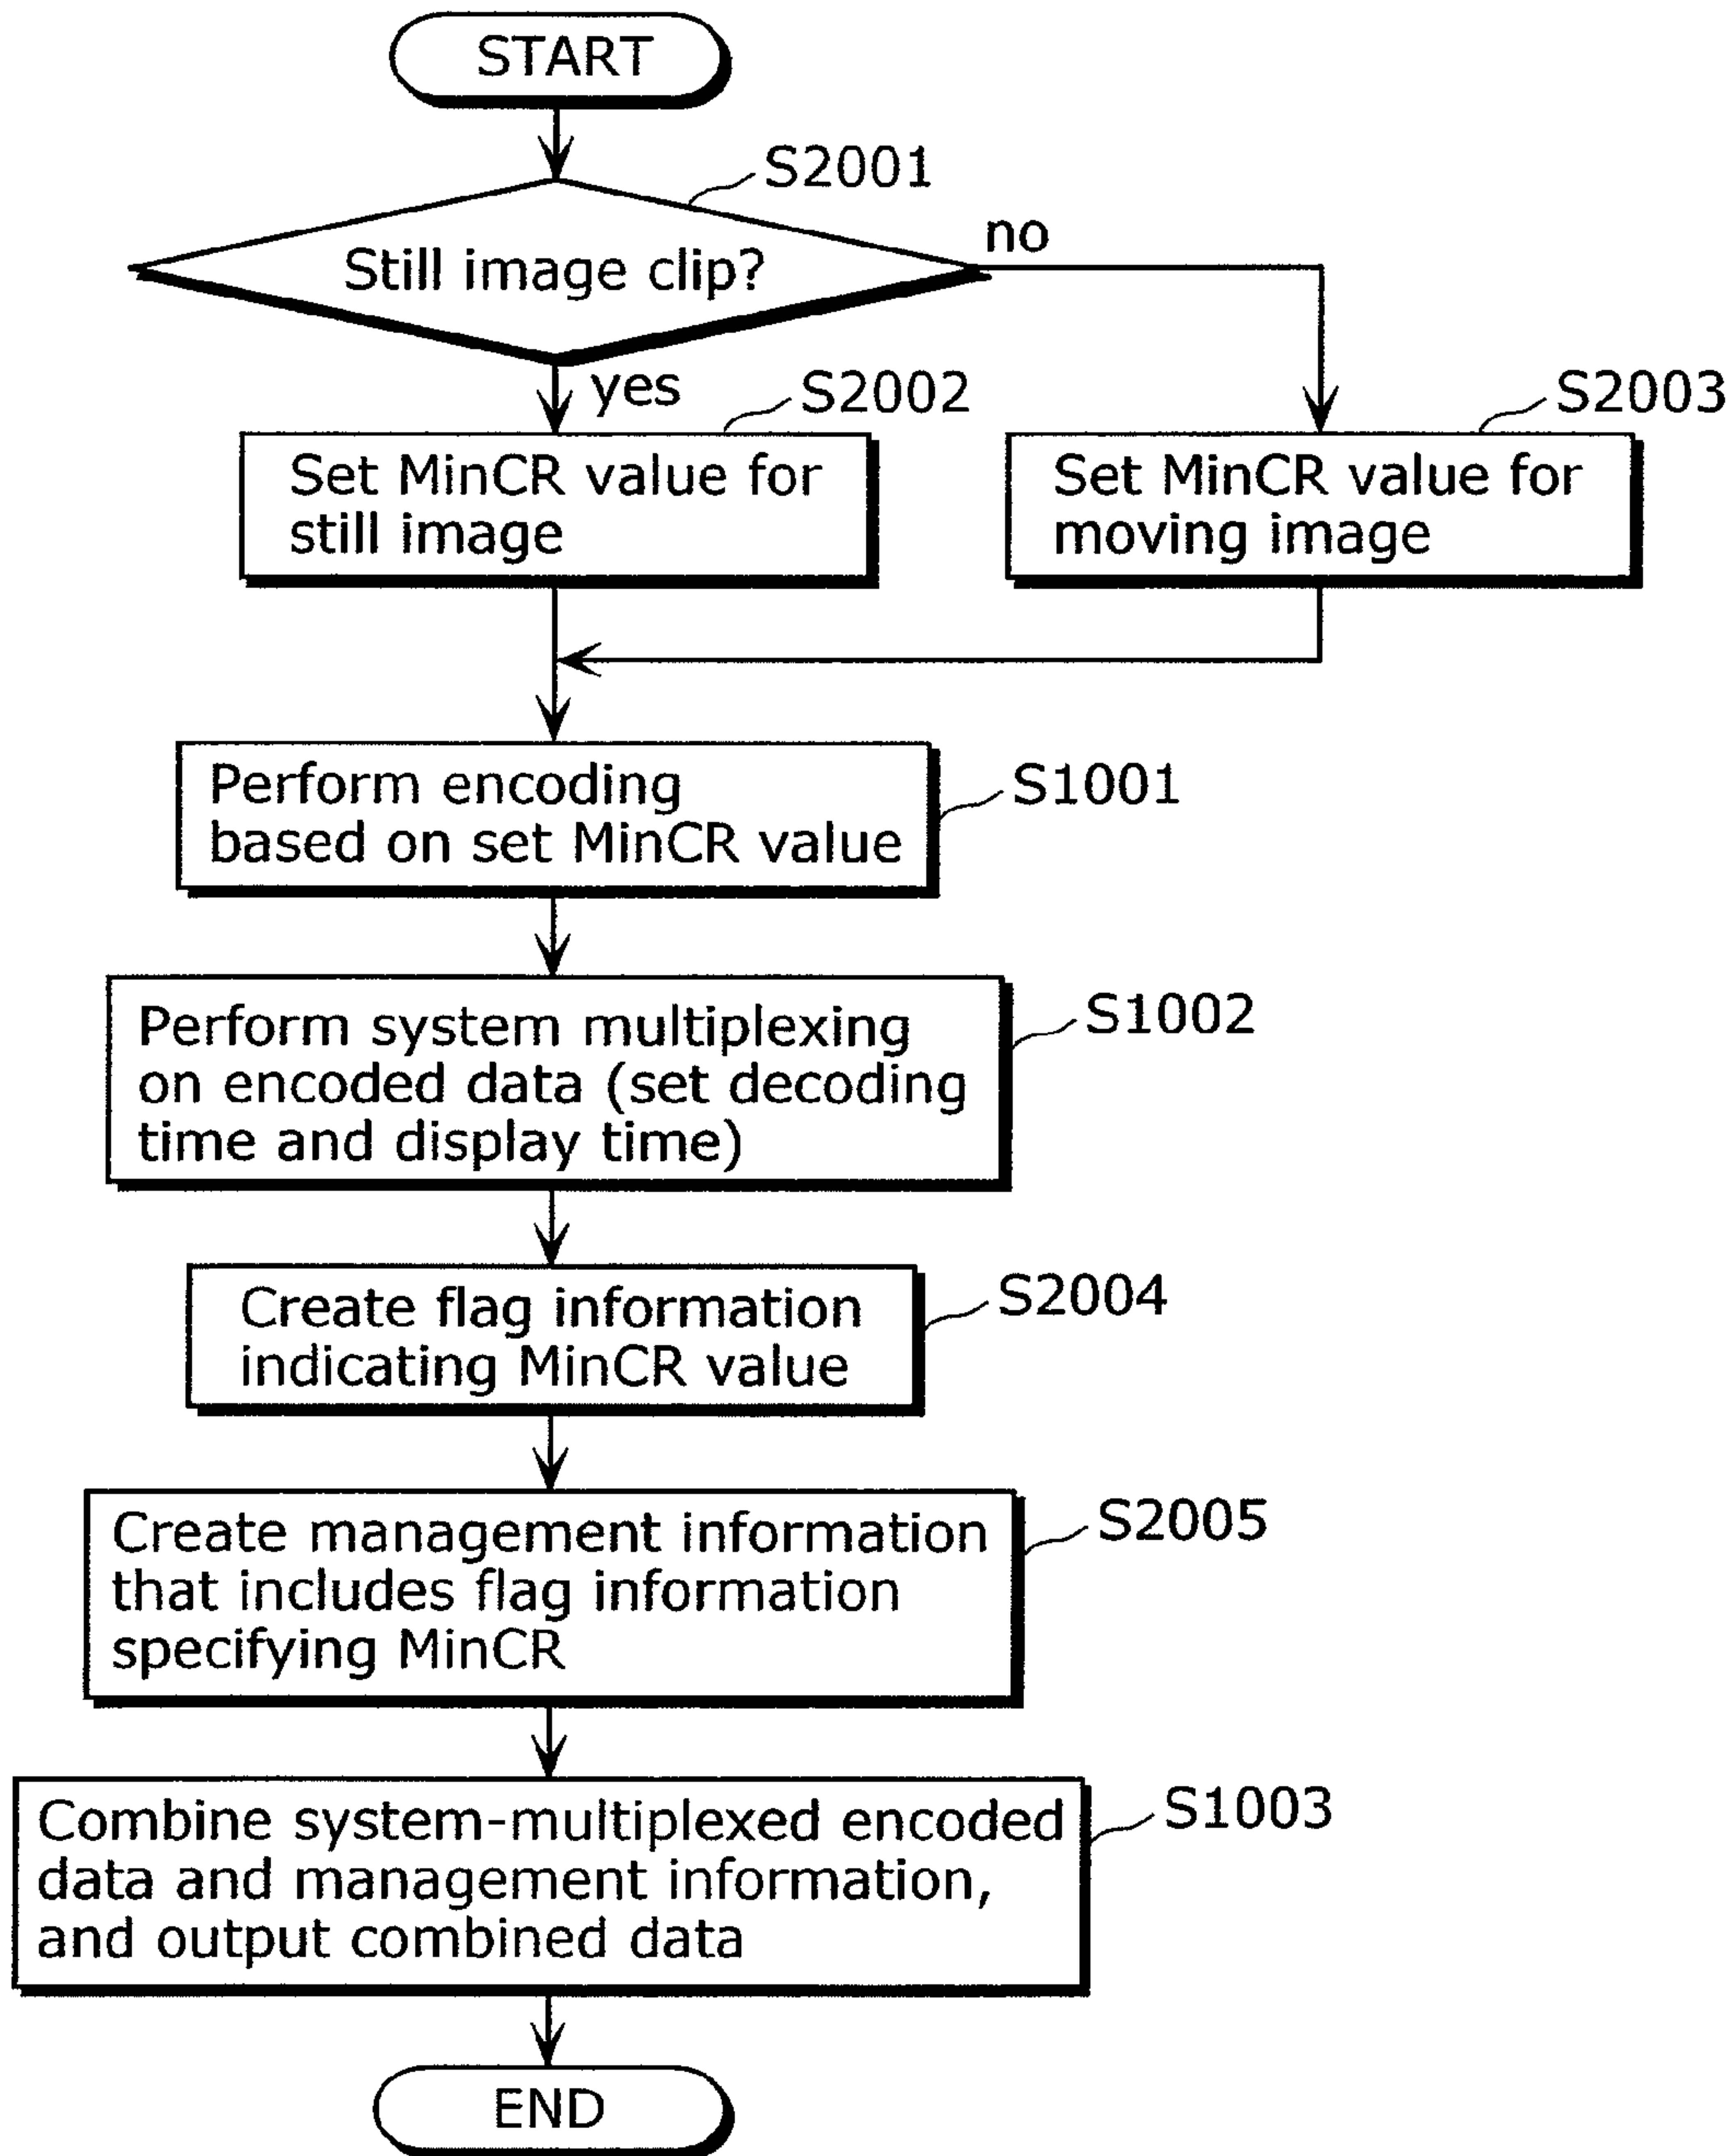 START
S2001
Still image clip?
no
yes
S2002
S2003
Set MinCR value for
still image
Set MinCR value for
moving image
Perform encoding
based on set MinCR value
S1001
Perform system multiplexing
on encoded data (set decoding
time and display time)
S1002
Create flag information
indicating MinCR value
S2004
Create management information
that includes flag information
specifying MinCR
S2005
Combine system-multiplexed encoded
data and management information,
and output combined data
S1003
END